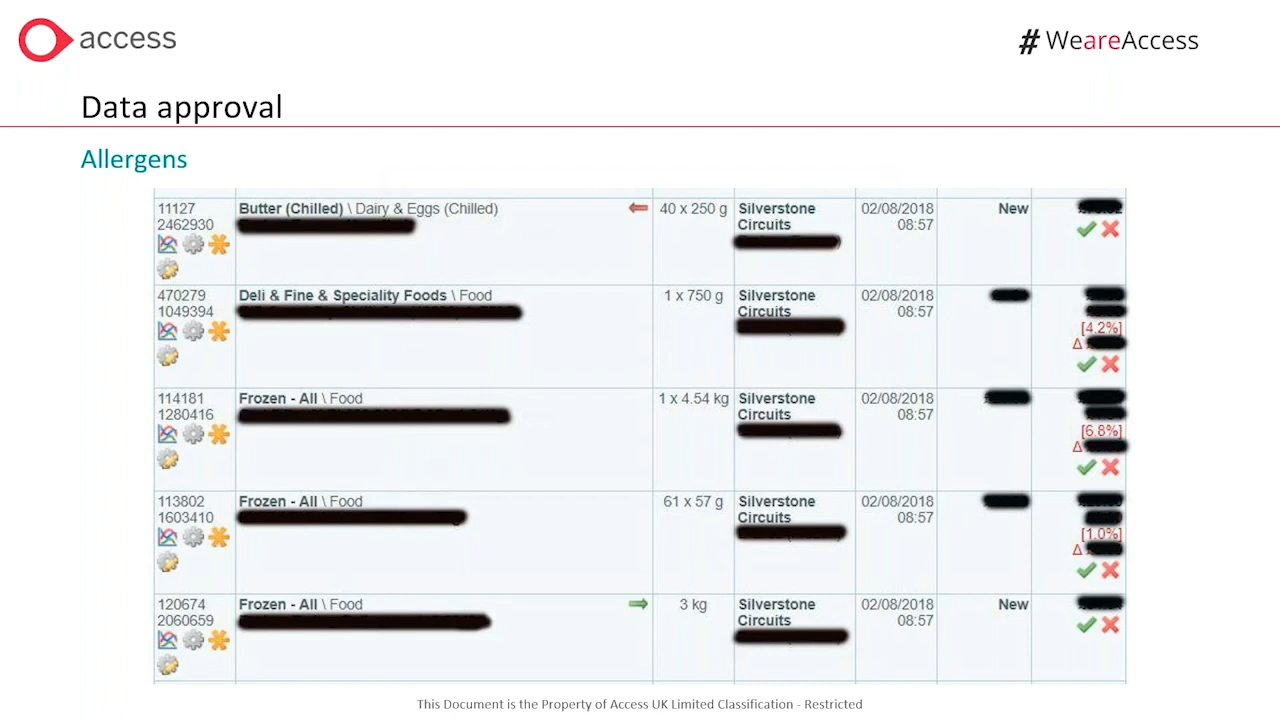 access
#WeareAccess
Data approval
Allergens
11127 Butter (Chilled) \ Dairy & Eggs (Chilled) 40 x 250 g Silverstone 02/08/2018 New
2462930 Circuits 08:57
470279 Deli & Fine & Speciality Foods \ Food 1 x 750 g Silverstone 02/08/2018
1049394 Circuits 08:57
[4.2%]
Δ
114181 Frozen - All \ Food 1 x 4.54 kg Silverstone 02/08/2018
1280416 Circuits 08:57
[6.8%]
Δ
113802 Frozen - All \ Food 61 x 57 g Silverstone 02/08/2018
1603410 Circuits 08:57
[1.0%]
Δ
120674 Frozen - All \ Food 3 kg Silverstone 02/08/2018 New
2060659 Circuits 08:57
This Document is the Property of Access UK Limited Classification - Restricted